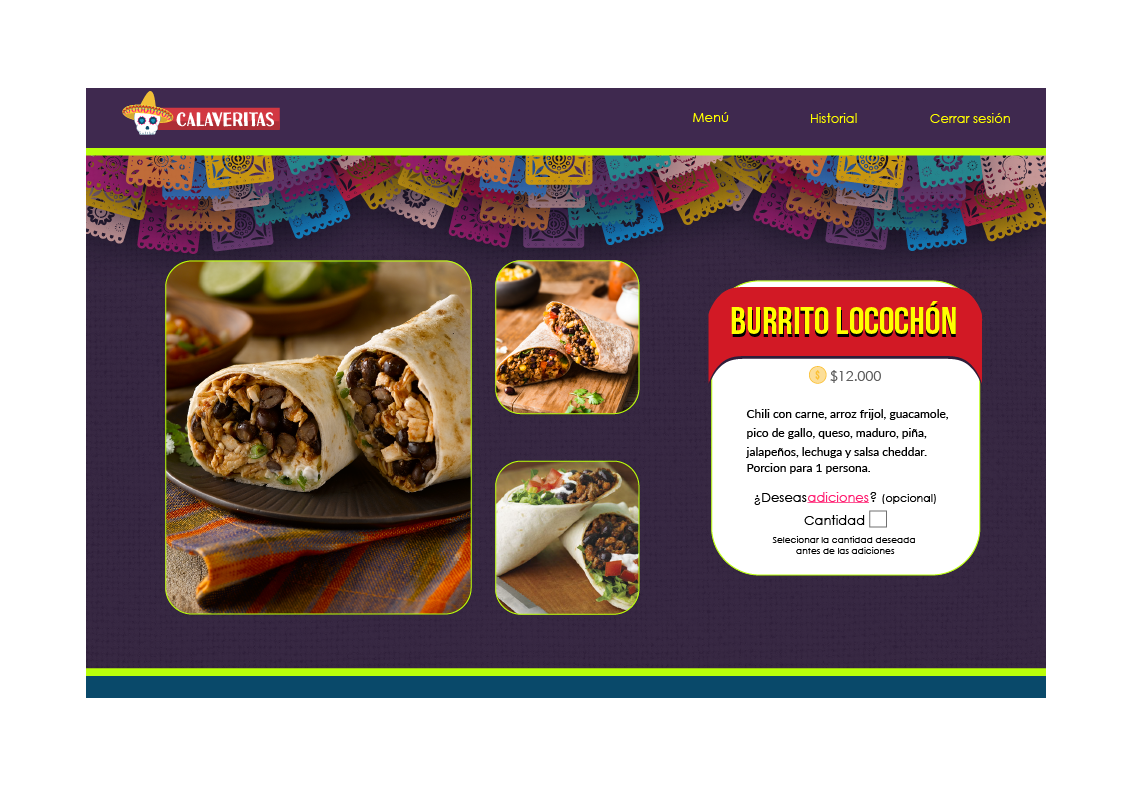 CALAVERITAS
Menú
Historial
Cerrar sesión
BURRITO LOCOCHÓN
$ $12.000
Chili con carne, arroz frijol, guacamole,
pico de gallo, queso, maduro, piña,
jalapeños, lechuga y salsa cheddar.
Porcion para 1 persona.
¿Deseas adiciones? (opcional)
Cantidad
Selecionar la cantidad deseada
antes de las adiciones